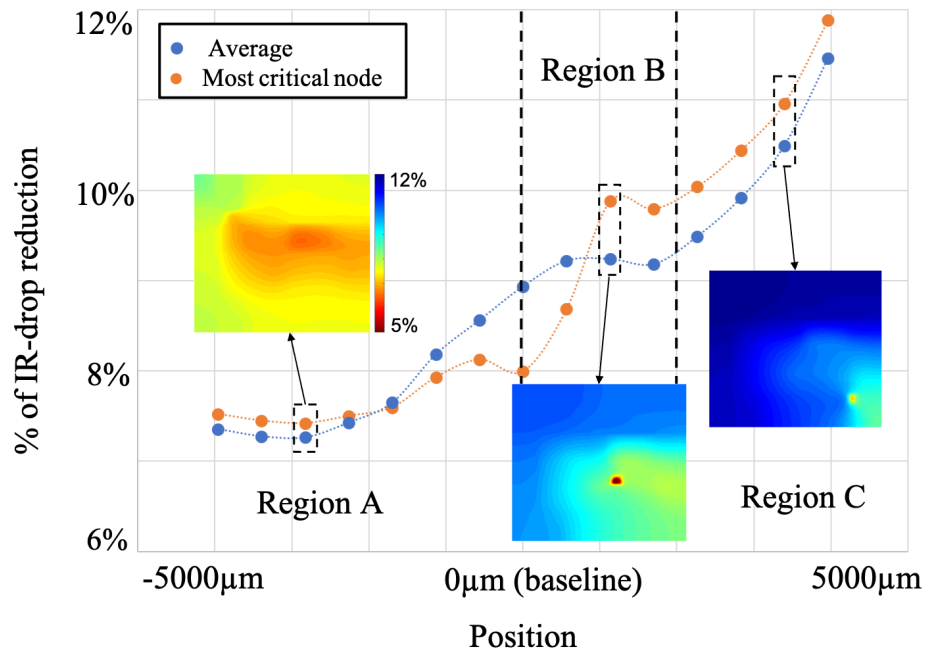 12%
Average
Most critical node
Region B
10%
12%
5%
8%
Region A
Region C
6%
% of IR-drop reduction
-5000µm
0µm (baseline)
5000µm
Position